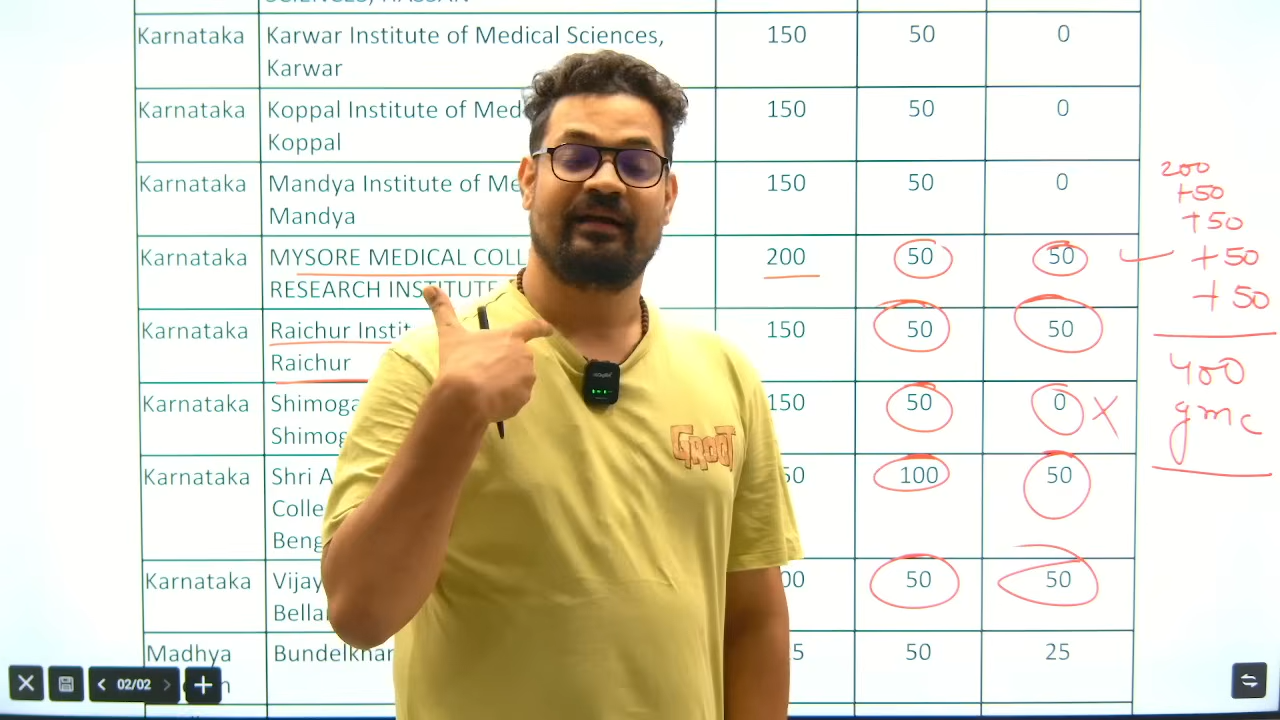 Karnataka Karwar Institute of Medical Sciences, 150 50 0
Karwar
Karnataka Koppal Institute of Med 150 50 0
Koppal
Karnataka Mandya Institute of Me 150 50 0
Mandya
Karnataka MYSORE MEDICAL COLL 200 50 50
RESEARCH INSTITUTE
Karnataka Raichur Instit 150 50 50
Raichur
Karnataka Shimoga 150 50 0 X
Shimog
Shri A 50 100 50
Colle
Beng
Karnataka Vijay 00 50 50
Bella
Madhya Bundelkhar 5 50 25
200
+50
+50
+50
+50
400
gmc
GROOT
02/02